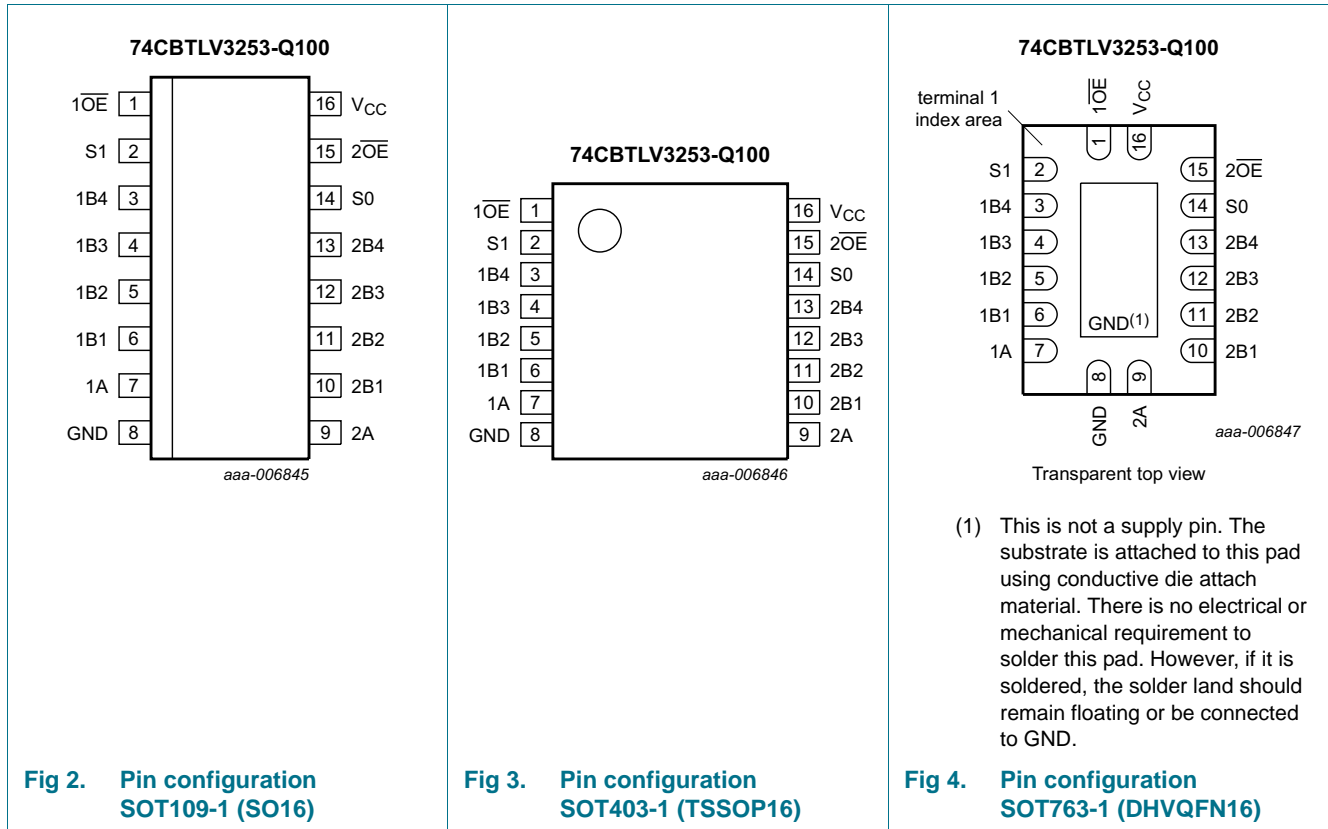 74CBTLV3253-Q100
1OE 1
16 VCC
S1 2
15 2OE
1B4 3
14 S0
1B3 4
13 2B4
1B2 5
12 2B3
1B1 6
11 2B2
1A 7
10 2B1
GND 8
9 2A
aaa-006845
Fig 2. Pin configuration
SOT109-1 (SO16)
74CBTLV3253-Q100
1OE 1
16 VCC
S1 2
15 2OE
1B4 3
14 S0
1B3 4
13 2B4
1B2 5
12 2B3
1B1 6
11 2B2
1A 7
10 2B1
GND 8
9 2A
aaa-006846
Fig 3. Pin configuration
SOT403-1 (TSSOP16)
74CBTLV3253-Q100
terminal 1
index area
1OE
VCC
1
16
S1 2
15 2OE
1B4 3
14 S0
1B3 4
13 2B4
1B2 5
12 2B3
1B1 6
GND(1)
11 2B2
1A 7
10 2B1
8
9
GND
2A
aaa-006847
Transparent top view
(1) This is not a supply pin. The
substrate is attached to this pad
using conductive die attach
material. There is no electrical or
mechanical requirement to
solder this pad. However, if it is
soldered, the solder land should
remain floating or be connected
to GND.
Fig 4. Pin configuration
SOT763-1 (DHVQFN16)